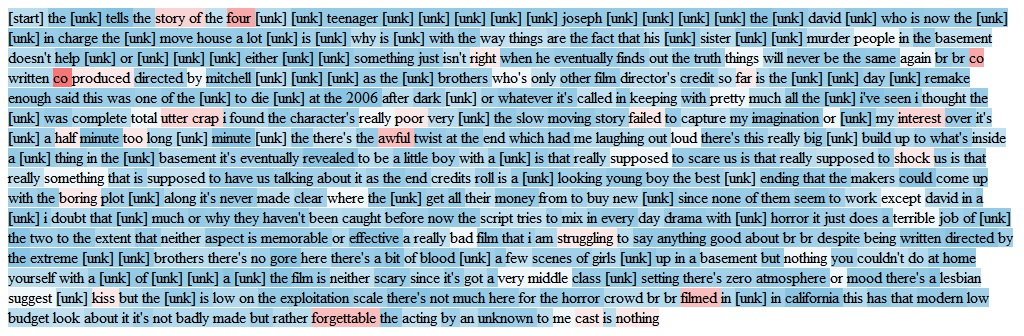 [start] tells the [unk] tells the story of the four [unk] [unk] teenager [unk] [unk] [unk] [unk] [unk] joseph [unk] [unk] [unk] [unk] the [unk] david [unk] who is now the [unk]
[unk] in charge the [unk] move house a lot [unk] is [unk] why is [unk] with the way things are the fact that his [unk] sister [unk] [unk] murder people in the basement
doesn't help [unk] or [unk] [unk] [unk] either [unk] [unk] something just isn't right when he eventually finds out the truth things will never be the same again br br co
written co produced directed by mitchell [unk] [unk] [unk] as the [unk] brothers who's only other film director's credit so far is the [unk] [unk] day [unk] remake
enough said this was one of the [unk] to die [unk] at the 2006 after dark [unk] or whatever it's called in keeping with pretty much all the [unk] i've seen i thought the
[unk] was complete total utter crap i found the character's really poor very [unk] the slow moving story failed to capture my imagination or [unk] my interest over it's
[unk] a half minute too long [unk] minute [unk] the there's the awful twist at the end which had me laughing out loud there's this really big [unk] build up to what's inside
a [unk] thing in the [unk] basement it's eventually revealed to be a little boy with a [unk] is that really supposed to scare us is that really supposed to shock us is that
really something that is supposed to have us talking about it as the end credits roll is a [unk] looking young boy the best [unk] ending that the makers could come up
with the boring plot [unk] along it's never made clear where the [unk] get all their money from to buy new [unk] since none of them seem to work except david in a
[unk] i doubt that [unk] much or why they haven't been caught before now the script tries to mix in every day drama with [unk] horror it just does a terrible job of [unk]
the two to the extent that neither aspect is memorable or effective a really bad film that i am struggling to say anything good about br br despite being written directed by
the extreme [unk] [unk] brothers there's no gore here there's a bit of blood [unk] a few scenes of girls [unk] up in a basement but nothing you couldn't do at home
yourself with a [unk] of [unk] [unk] a [unk] the film is neither scary since it's got a very middle class [unk] setting there's zero atmosphere or mood there's a lesbian
suggest [unk] kiss but the [unk] is low on the exploitation scale there's not much here for the horror crowd br br filmed in [unk] in california this has that modern low
budget look about it it's not badly made but rather forgettable the acting by an unknown to me cast is nothing